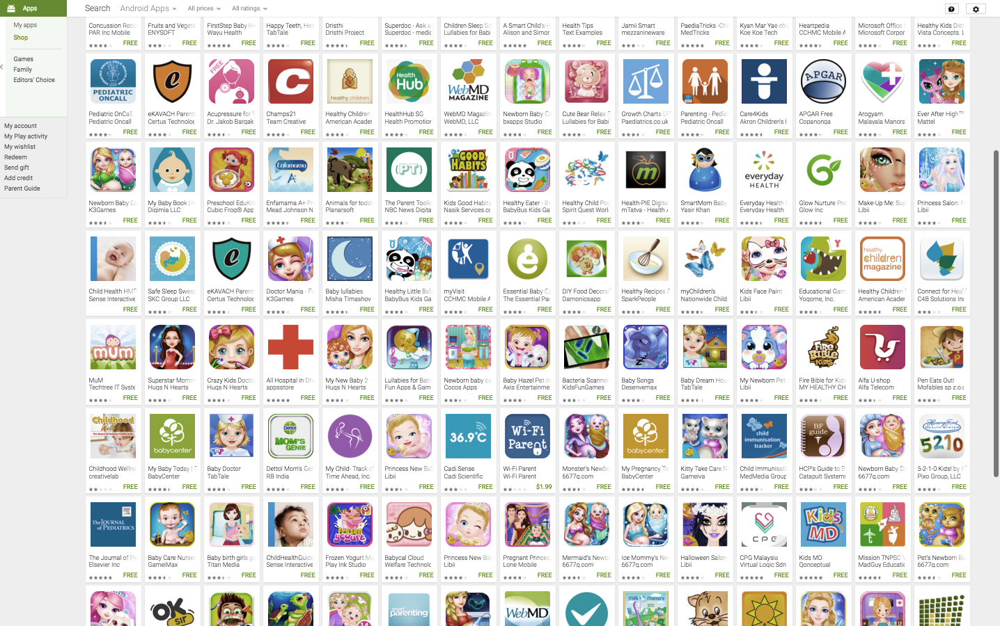 Apps
Search
Android Apps
All prices
All ratings
My apps
Shop
Games
Family
Editors' Choice
My account
My Play activity
My wishlist
Redeem
Send gift
Add credit
Parent Guide
Concussion Reco
PAR Inc Mobile
FREE
Fruits and Vegeta
ENYSOFT
FREE
FirstStep Baby H
Wayu Health
FREE
Happy Teeth, Hea
TabTale
FREE
Dristhi
Dristhi Project
FREE
Superdoc - Ask a
Superdoc - medic
FREE
Children Sleep So
Lullabies for Babi
FREE
A Smart Child's H
Alison and Simor
FREE
Health Tips
Text Examples
FREE
Jamii Smart
mezzanineware
FREE
PaediaTricks -Chi
MedTricks
FREE
Kyan Mar Yae
Koe Koe Tech
FREE
Heartpedia
CCHMC Mobile A
FREE
Microsoft Office
Microsoft Corpor
FREE
Healthy Kids Die
Vista Concepts. L
FREE
PEDIATRIC
ONCALL
Pediatric OnCall
Pediatric Oncall
FREE
eKAVACH Parent
Certus Technoloc
FREE
FREE
Acupressure for
Dr. Jakob Bargak
FREE
Champs21
Team Creative
FREE
healthy children
Healthy Children
American Acader
FREE
Health
Hub
HealthHub SG
Health Promotior
FREE
WebMD
MAGAZINE
WebMD Magazin
WebMD, LLC
FREE
Newborn Baby C
bxapps Studio
FREE
Cute Bear Relax
Lullabies for Babi
FREE
Growth Charts U
Paediatrics.co.uk
FREE
Parenting - Pedia
Pediatric Oncall
FREE
Care4Kids
Akron Children's I
FREE
APGAR
APGAR Free
Copanonga
FREE
Arogyam
Malayala Manora
FREE
Ever After High™
Mattel
FREE
Newborn Baby C
K3Games
FREE
My Baby Book | H
Digimia LLC
FREE
Preschool EduKit
Cubic Frog® App
FREE
Enfamama
A+
Enfamama A+ Pr
Mead Johnson N
FREE
Animals for toddl
Planarsoft
FREE
{PT}
The Parent Toolk
NBC News Digita
FREE
GOOD
HABITS
Kids Good Habits
Nasik Services.cc
FREE
Healthy Eater - B
BabyBus Kids Ga
FREE
Healthy Child Poc
Spirit Quest Worl
FREE
m
Health-PIE Digita
mTatva - Health A
FREE
SmartMom Baby
Yasir Khan
FREE
everyday
HEALTH
Everyday Health
Everyday Health
FREE
Glow Nurture Pre
Glow Inc
FREE
Make-Up Me: Sup
Libii
FREE
Princess Salon: F
Libii
FREE
Child Health HMF
Sense Interactive
FREE
Safe Sleep Sweep
SKC Group LLC
FREE
eKAVACH Parent
Certus Technoloc
FREE
Doctor Mania - Fu
K3Games
FREE
Baby lullabies
Misha Timashov
FREE
Healthy Little Bab
BabyBus Kids Ga
FREE
myVisit
CCHMC Mobile A
FREE
Essential Baby C
The Essential Par
FREE
DIY Food Decorat
Damonicsapp
FREE
Healthy Recipes
SparkPeople
FREE
myChildren's
Nationwide Child
FREE
Kids Face Paint
Libii
FREE
Educational Gam
Yogome, Inc.
FREE
healthy
children
magazine
Healthy Children
American Acader
FREE
Connect for Heal
C4B Solutions Inc
FREE
mum
MuM
Techtree IT Syste
FREE
Superstar Momm
Hugs N Hearts
FREE
Crazy Kids Docto
Hugs N Hearts
FREE
All Hospital in Dh
appsstore
FREE
My New Baby 2 -
Hugs N Hearts
FREE
Lullabies for Bab
Fun Apps & Gam
FREE
Newborn baby ca
Cocos Apps
FREE
Baby Hazel Pet d
Axis Entertainme
FREE
Bacteria Scanner
KidsFunGames
FREE
Baby Songs
Desenvemax
FREE
Baby Dream Hous
TabTale
FREE
My Newborn Pet
Libii
FREE
Fire
Bible
Kids
Fire Bible for Kids
MY HEALTHY CH
FREE
Alfa U-shop
Alfa Telecom
FREE
Pen Eats Out!
Mofables sp z.o.c
FREE
Childhood
Wellness
Childhood Wellne
creativelab
FREE
babycenter
My Baby Today |
BabyCenter
FREE
Baby Doctor
TabTale
FREE
Dettol
MOM'S
GENIE
Dettol Mom's Ger
RB India
FREE
My Child- Track c
Time Ahead, Inc.
FREE
Princess New Ba
Libii
FREE
36.9°C
Cadi.Sense
Cadi Scientific
FREE
Wi-Fi
Parent
Wi-Fi Parent
Wi-Fi Parent
$1.99
Monster's Newbo
6677g.com
FREE
babycenter
My Pregnancy To
BabyCenter
FREE
Kitty Take Care N
Gameiva
FREE
child
immunisation
tracker
Child Immunisati
MedMedia Group
FREE
BF
guide
HCP's Guide to B
Catapult Systems
FREE
Newborn Baby D
6677g.com
FREE
Henry Ford
HEALTH SYSTEM
5210
5-2-1-0 Kids! by H
Pixo Group, LLC
FREE
The JOURNAL
of PEDIATRICS
The Journal of Pe
Elsevier Inc
FREE
Baby Care Nurser
GameiMax
FREE
Baby birth girls ga
Titan Media
FREE
ChildHealthGuide
Sense Interactive
FREE
FROZEN
YOGURT
Frozen Yogurt Ma
Play Ink Studio
FREE
Babycal Cloud
Welfare Technolc
FREE
Princess New Ba
Libii
FREE
Pregnant Princes
Lone Mobile
FREE
Mermaid's Newb
6677g.com
FREE
Ice Mommy's Ne
6677g.com
FREE
Halloween Salon
Libii
FREE
CPG
CPG Malaysia
Virtual Logic Sdn
FREE
Kids
MD
Kids MD
Qonceptual
FREE
Mission TNPSC V
MadGuy Educatic
FREE
Pet's Newborn Ba
6677g.com
FREE
OK
sir
smart
parenting
WebMD
Milk Matters